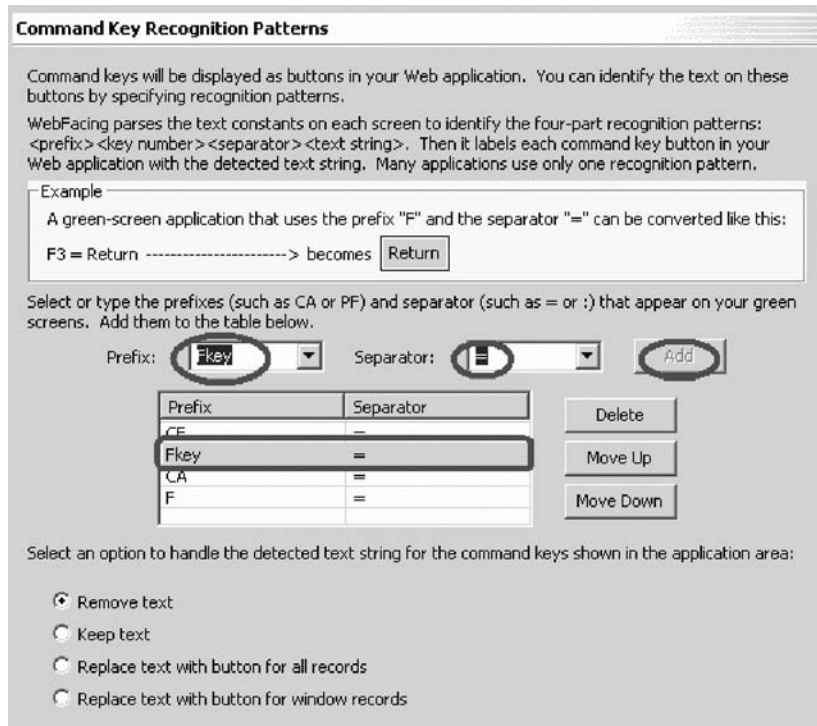 Command Key Recognition Patterns
Command keys will be displayed as buttons in your Web application. You can identify the text on these
buttons by specifying recognition patterns.
WebFacing parses the text constants on each screen to identify the four-part recognition patterns:
<prefix><key number><separator><text string>. Then it labels each command key button in your
Web application with the detected text string. Many applications use only one recognition pattern.
Example
A green-screen application that uses the prefix "F" and the separator "=" can be converted like this:
F3 = Return -----------------------> becomes Return
Select or type the prefixes (such as CA or PF) and separator (such as = or :) that appear on your green
screens. Add them to the table below.
Prefix: Fkey Separator: = Add
Prefix Separator
Delete
CF =
Fkey = Move Up
CA =
F = Move Down
Select an option to handle the detected text string for the command keys shown in the application area:
Remove text
Keep text
Replace text with button for all records
Replace text with button for window records